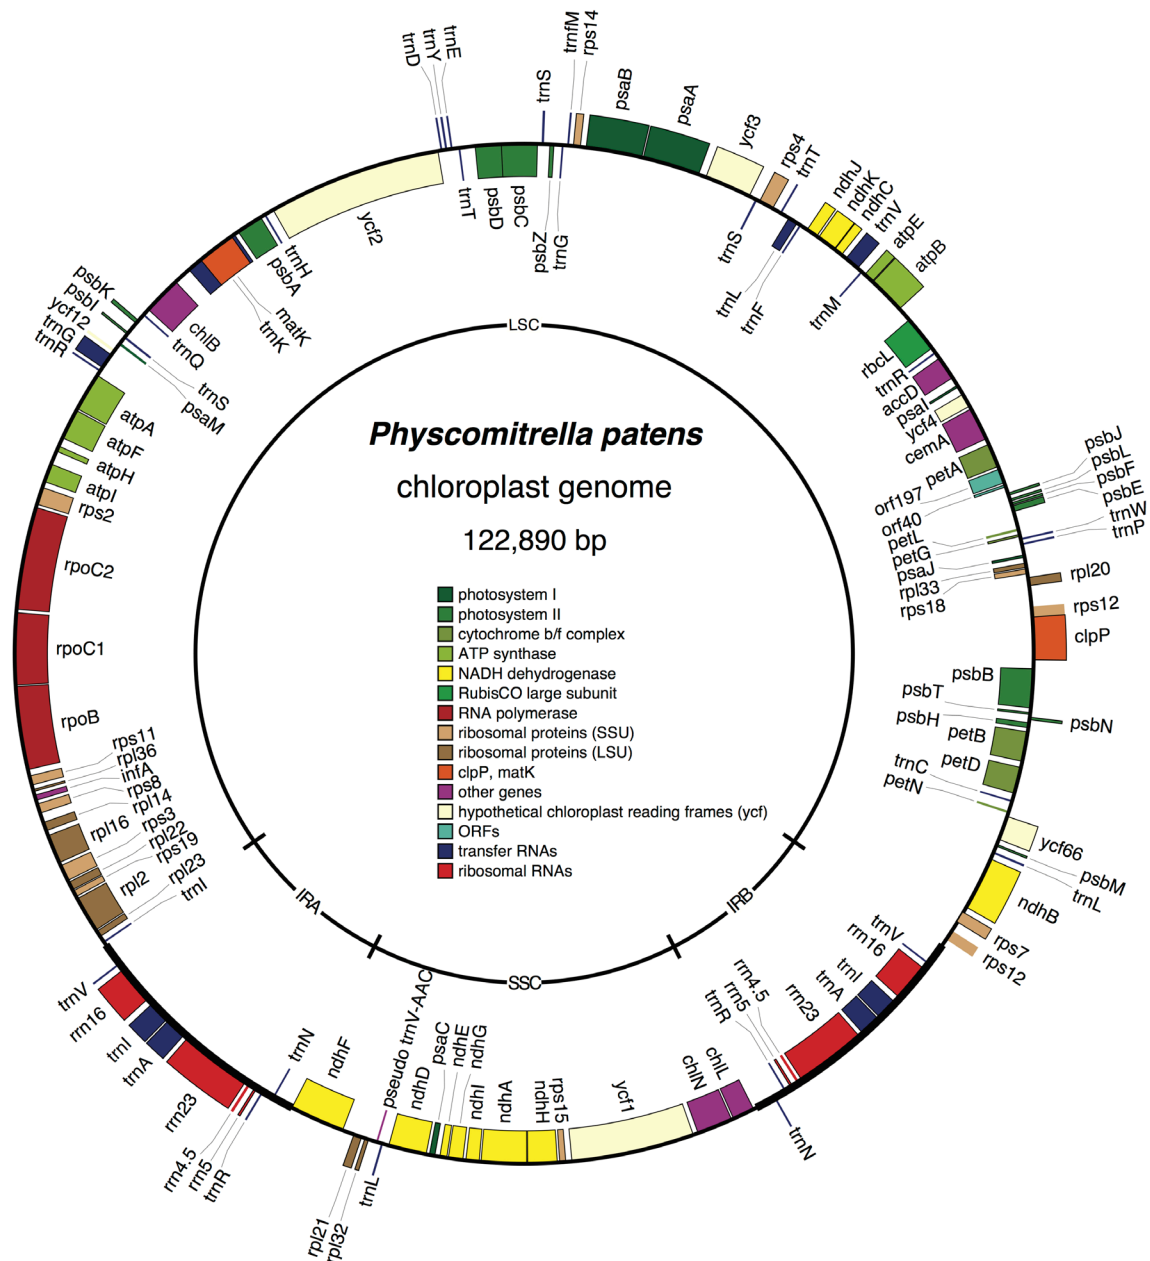 trnD
trnY
trnE
trnS
trnfM
rps14
psaB
psaA
ycf3
rps4
trnT
ndhJ
ndhK
ndhC
trnV
atpE
atpB
trnT
psbD
psbC
psbZ
trnG
trnS
trnL
trnF
trnM
ycf2
trnH
psbA
matK
trnK
chlB
trnQ
trnS
psaM
psbK
psbI
ycf12
trnG
trnR
atpA
atpF
atpH
atpI
rps2
rpoC2
rpoC1
rpoB
rps11
rpl36
infA
rps8
rpl14
rpl16
rps3
rpl22
rps19
rpl2
rpl23
trnI
rbcL
trnR
accD
psaI
ycf4
cemA
petA
orf197
orf40
petL
petG
psaJ
rpl33
rps18
psbJ
psbL
psbF
psbE
trnW
trnP
rpl20
rps12
clpP
psbB
psbT
psbH
psbN
petB
petD
trnC
petN
ycf66
psbM
trnL
ndhB
rps7
rps12
LSC
Physcomitrella patens
chloroplast genome
122,890 bp
photosystem I
photosystem II
cytochrome b/f complex
ATP synthase
NADH dehydrogenase
RubisCO large subunit
RNA polymerase
ribosomal proteins (SSU)
ribosomal proteins (LSU)
clpP, matK
other genes
hypothetical chloroplast reading frames (ycf)
ORFs
transfer RNAs
ribosomal RNAs
IRA
IRB
SSC
trnV
rrn16
trnI
trnA
rrn23
rrn4.5
rrn5
trnR
trnN
ndhF
rpl21
rpl32
trnL
pseudo trnV-AAC
ndhD
psaC
ndhE
ndhG
ndhI
ndhA
ndhH
rps15
ycf1
chlN
chlL
trnN
trnR
rrn5
rrn4.5
rrn23
trnA
trnI
rrn16
trnV